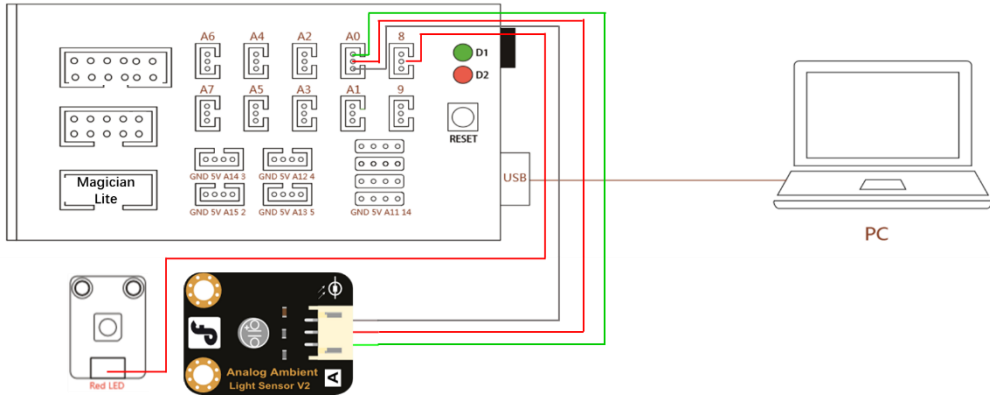 A6 A4 A2 A0 8
D1
D2
A7 A5 A3 A1 9
RESET
Magician
Lite
GND 5V A14 3 GND 5V A12 4
GND 5V A15 2 GND 5V A13 5 GND 5V A11 14
USB
PC
Red LED
Analog Ambient
Light Sensor V2
A